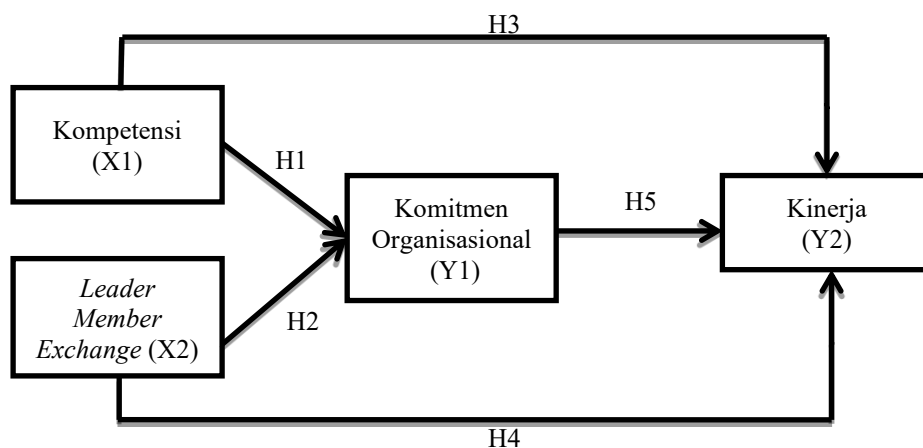 H3
Kompetensi
(X1)
H1
Komitmen
Organisasional
(Y1)
H5
Kinerja
(Y2)
Leader
Member
Exchange (X2)
H2
H4